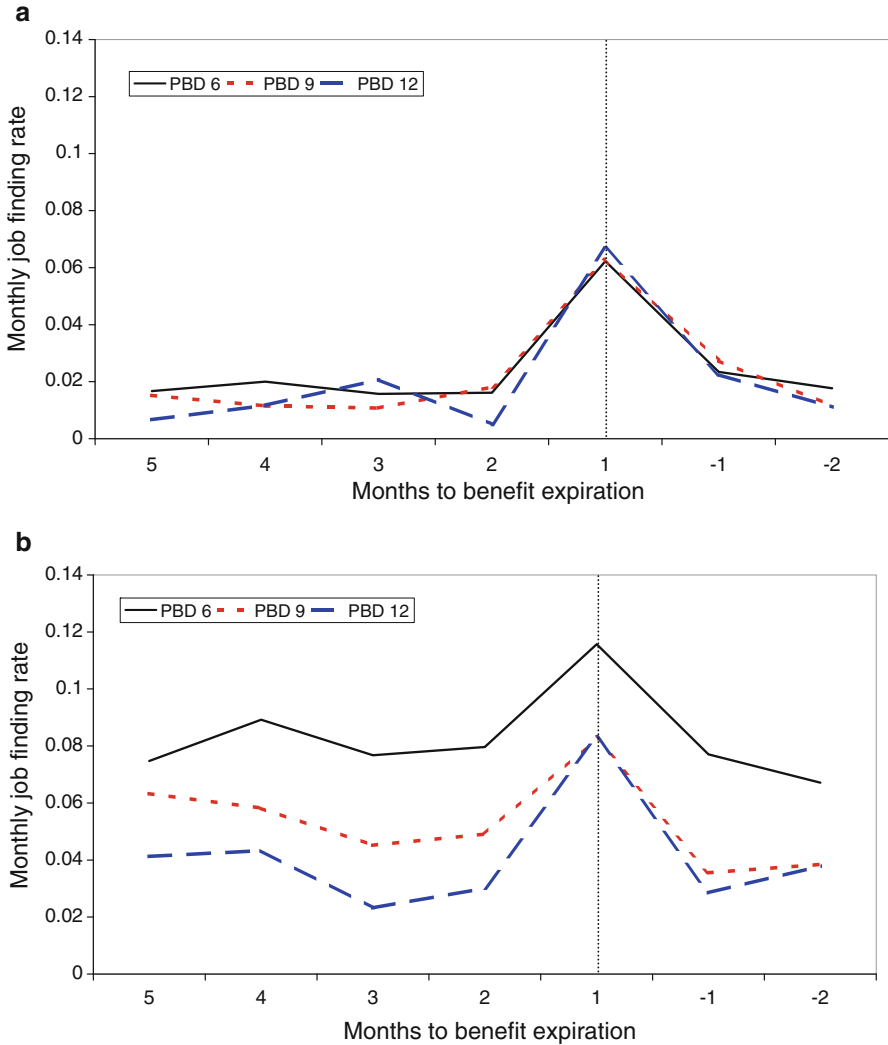 a
0.14
0.12
0.1
0.08
0.06
0.04
0.02
0
Monthly job finding rate
PBD 6 PBD 9 PBD 12
5 4 3 2 1 -1 -2
Months to benefit expiration
b
0.14
0.12
0.1
0.08
0.06
0.04
0.02
0
Monthly job finding rate
PBD 6 PBD 9 PBD 12
5 4 3 2 1 -1 -2
Months to benefit expiration